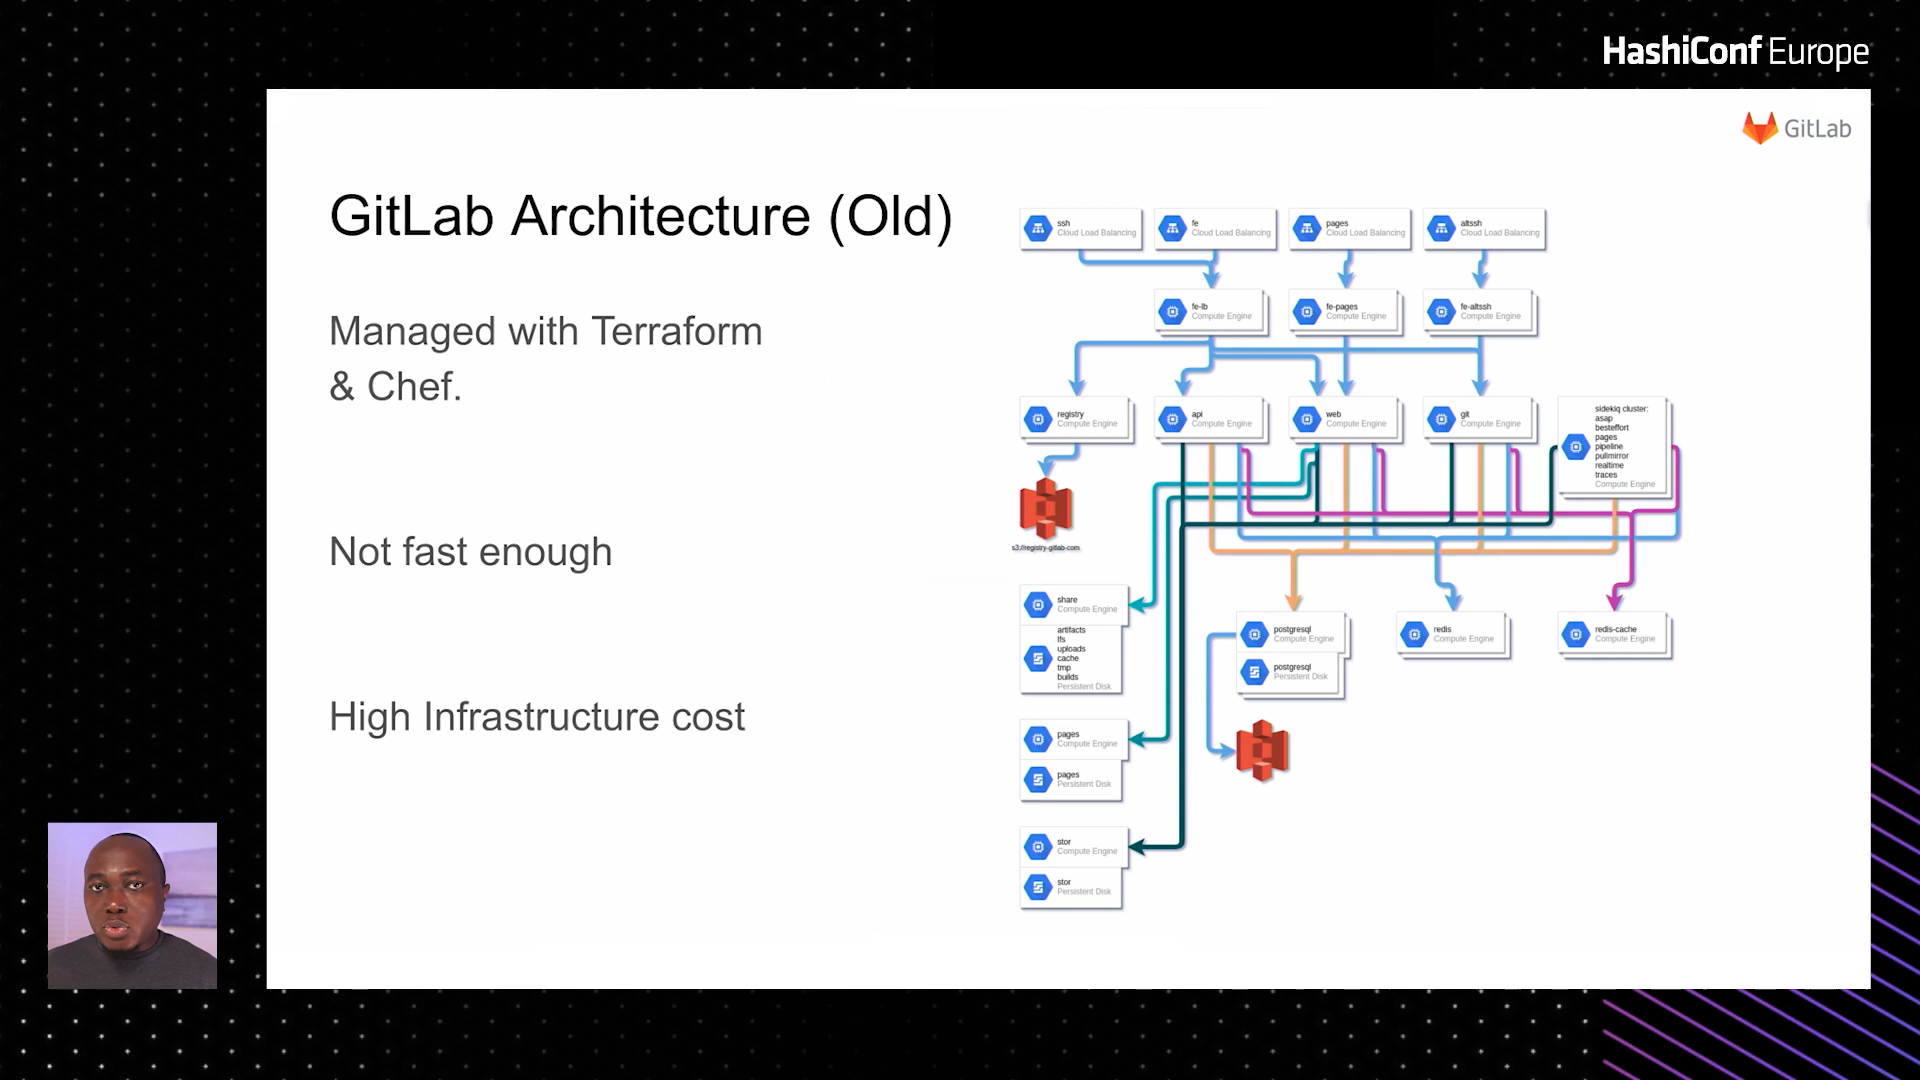 HashiConf Europe
GitLab
GitLab Architecture (Old)
Managed with Terraform
& Chef.
Not fast enough
High Infrastructure cost
ssh
Cloud Load Balancing
fe
Cloud Load Balancing
pages
Cloud Load Balancing
altssh
Cloud Load Balancing
fe-lb
Compute Engine
fe-pages
Compute Engine
fe-altssh
Compute Engine
registry
Compute Engine
api
Compute Engine
web
Compute Engine
git
Compute Engine
sidekiq cluster:
asap
besteffort
pages
pipeline
pullmirror
realtime
traces
Compute Engine
s3://registry-gitlab-com
share
Compute Engine
artifacts
lfs
uploads
cache
tmp
builds
Persistent Disk
postgresql
Compute Engine
postgresql
Persistent Disk
redis
Compute Engine
redis-cache
Compute Engine
pages
Compute Engine
pages
Persistent Disk
stor
Compute Engine
stor
Persistent Disk